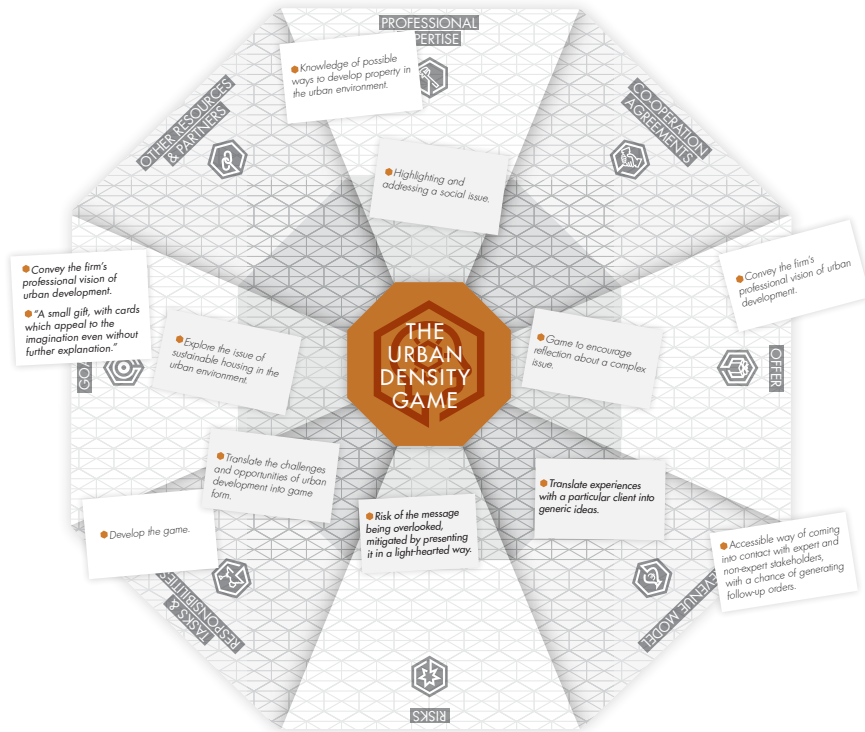 PROFESSIONAL
PERTISE
Knowledge of possible
ways to develop property in
the urban environment.
OTHER RESOURCES
& PARTNERS
COOPERATION
AGREEMENTS
Highlighting and
addressing a social issue.
Convey the firm's
professional vision of
urban development.
“A small gift, with cards
which appeal to the
imagination even without
further explanation.”
GO
Explore the issue of
sustainable housing in the
urban environment.
THE
URBAN
DENSITY
GAME
Game to encourage
reflection about a complex
issue.
Convey the firm's
professional vision of urban
development.
OFFER
Translate the challenges
and opportunities of urban
development into game
form.
Develop the game.
TASKS &
RESPONSIBILITIES
Risk of the message
being overlooked,
mitigated by presenting
it in a light-hearted way.
Translate experiences
with a particular client into
generic ideas.
Accessible way of coming
into contact with expert and
non-expert stakeholders,
with a chance of generating
follow-up orders.
EVENUE MODEL
RISKS